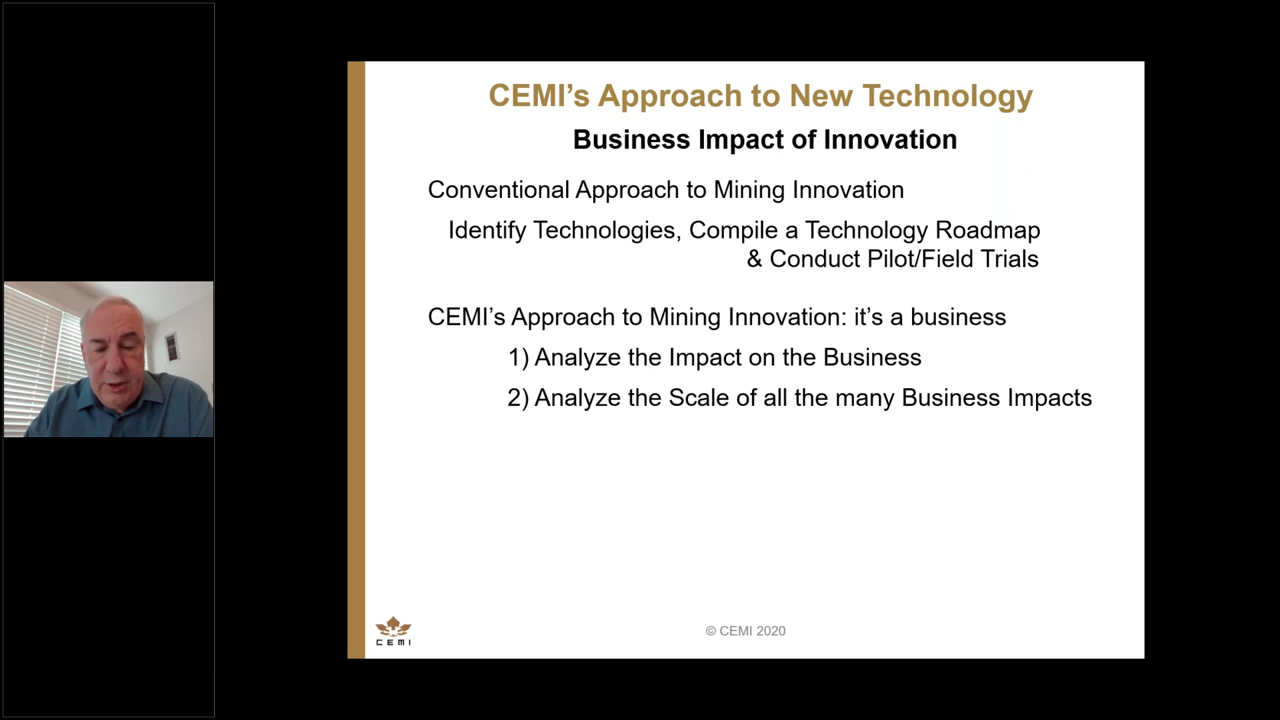 CEMI’s Approach to New Technology
Business Impact of Innovation
Conventional Approach to Mining Innovation
Identify Technologies, Compile a Technology Roadmap
& Conduct Pilot/Field Trials
CEMI’s Approach to Mining Innovation: it’s a business
1) Analyze the Impact on the Business
2) Analyze the Scale of all the many Business Impacts
CEMI
© CEMI 2020